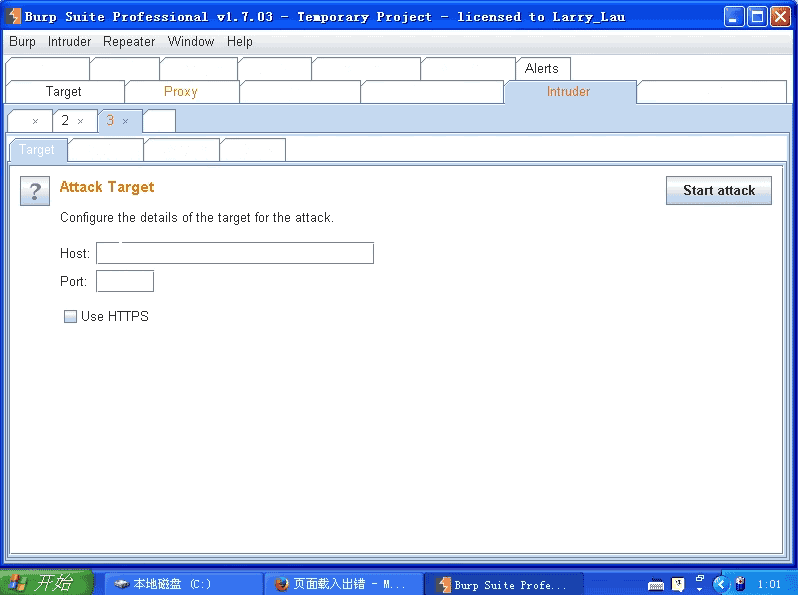 Burp Suite Professional v1.7.03 - Temporary Project - licensed to Larry_Lau
Burp Intruder Repeater Window Help
Alerts
Target Proxy Intruder
× 2 × 3 ×
Target
? Attack Target Start attack
Configure the details of the target for the attack.
Host:
Port:
Use HTTPS
开始 本地磁盘 (C:) 页面载入出错 - M... Burp Suite Profe... 1:01